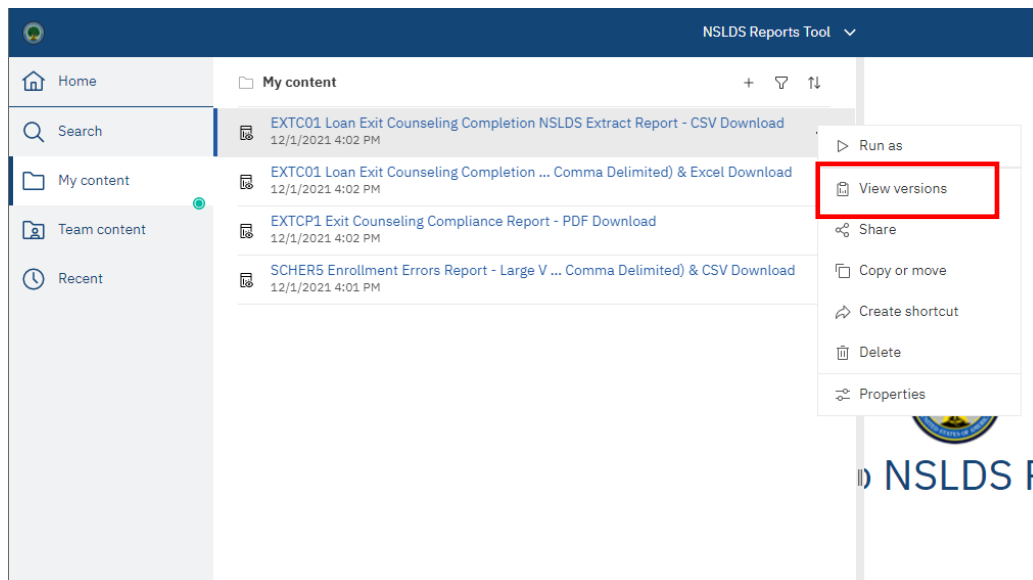 NSLDS Reports Tool
Home
Search
My content
Team content
Recent
My content
EXTC01 Loan Exit Counseling Completion NSLDS Extract Report - CSV Download
12/1/2021 4:02 PM
EXTC01 Loan Exit Counseling Completion ... Comma Delimited) & Excel Download
12/1/2021 4:02 PM
EXTCP1 Exit Counseling Compliance Report - PDF Download
12/1/2021 4:02 PM
SCHER5 Enrollment Errors Report - Large V ... Comma Delimited) & CSV Download
12/1/2021 4:01 PM
Run as
View versions
Share
Copy or move
Create shortcut
Delete
Properties
NSLDS